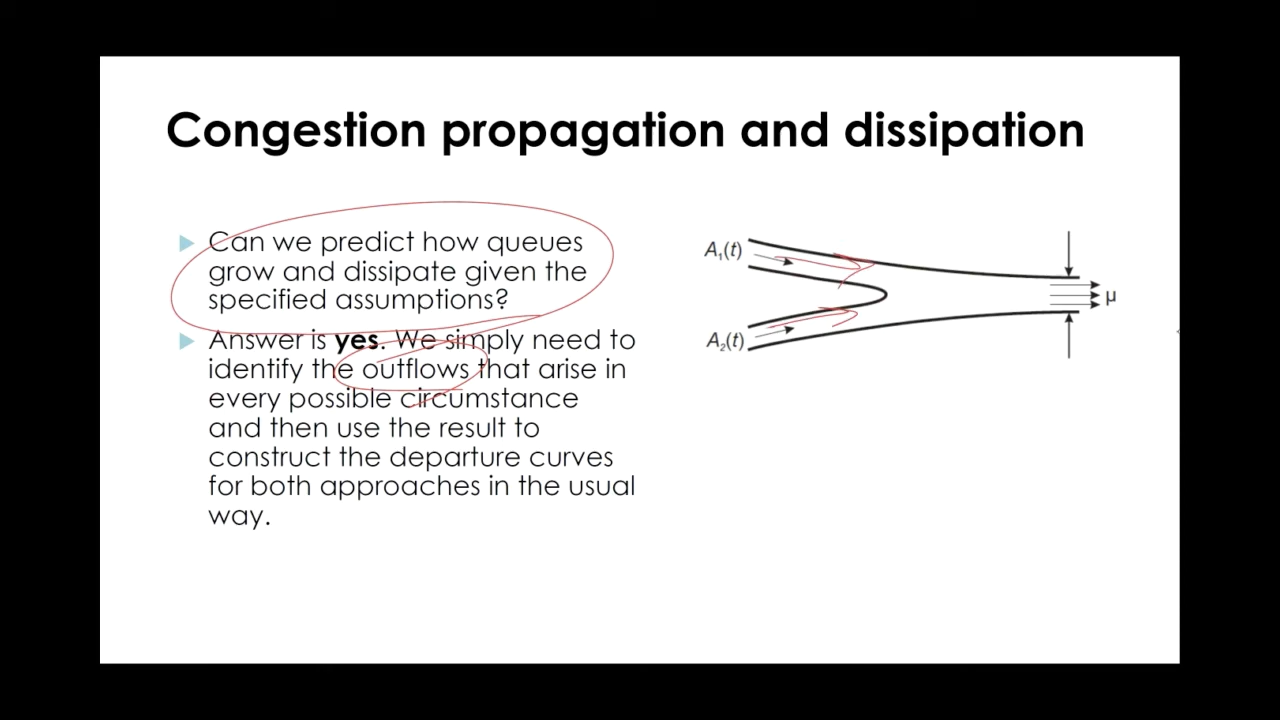 Congestion propagation and dissipation
Can we predict how queues
grow and dissipate given the
specified assumptions?
Answer is yes. We simply need to
identify the outflows that arise in
every possible circumstance
and then use the result to
construct the departure curves
for both approaches in the usual
way.
A₁(t)
μ
A₂(t)